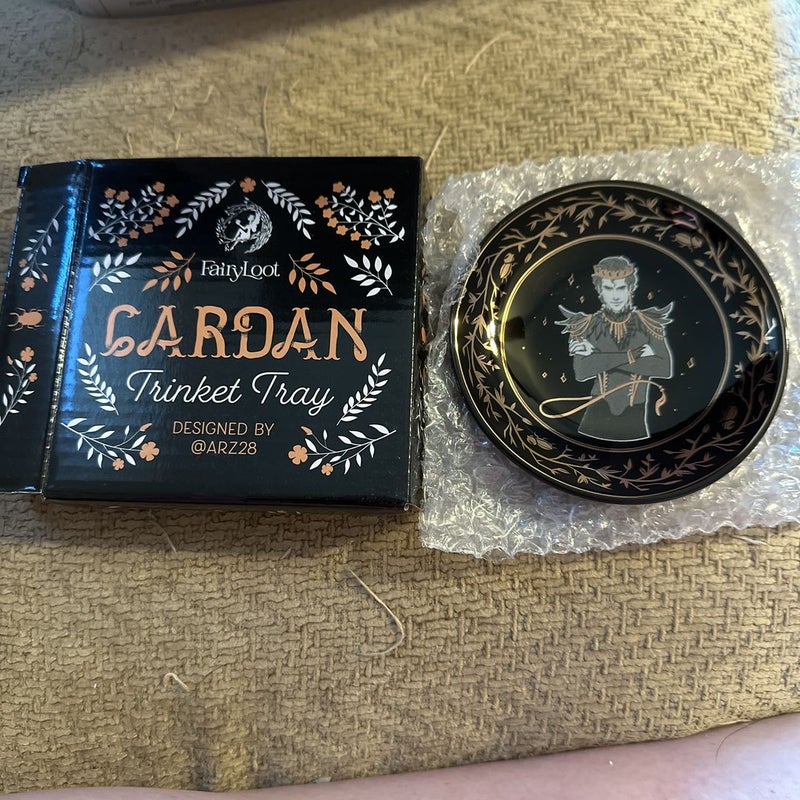 FairyLoot
CARDAN
Trinket Tray
DESIGNED BY
@ARZ28